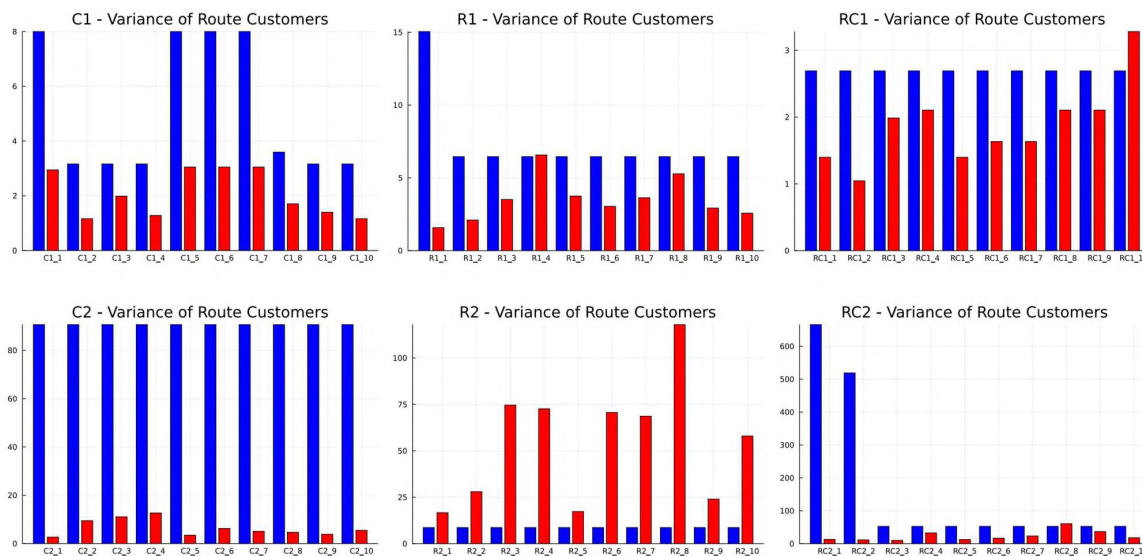 C1 - Variance of Route Customers
8
6
4
2
0
C1_1 C1_2 C1_3 C1_4 C1_5 C1_6 C1_7 C1_8 C1_9 C1_10
R1 - Variance of Route Customers
15
10
5
0
R1_1 R1_2 R1_3 R1_4 R1_5 R1_6 R1_7 R1_8 R1_9 R1_10
RC1 - Variance of Route Customers
3
2
1
0
RC1_1 RC1_2 RC1_3 RC1_4 RC1_5 RC1_6 RC1_7 RC1_8 RC1_9 RC1_1
C2 - Variance of Route Customers
80
60
40
20
0
C2_1 C2_2 C2_3 C2_4 C2_5 C2_6 C2_7 C2_8 C2_9 C2_10
R2 - Variance of Route Customers
100
75
50
25
0
R2_1 R2_2 R2_3 R2_4 R2_5 R2_6 R2_7 R2_8 R2_9 R2_10
RC2 - Variance of Route Customers
600
500
400
300
200
100
0
RC2_1 RC2_2 RC2_3 RC2_4 RC2_5 RC2_6 RC2_7 RC2_8 RC2_9 RC2_1